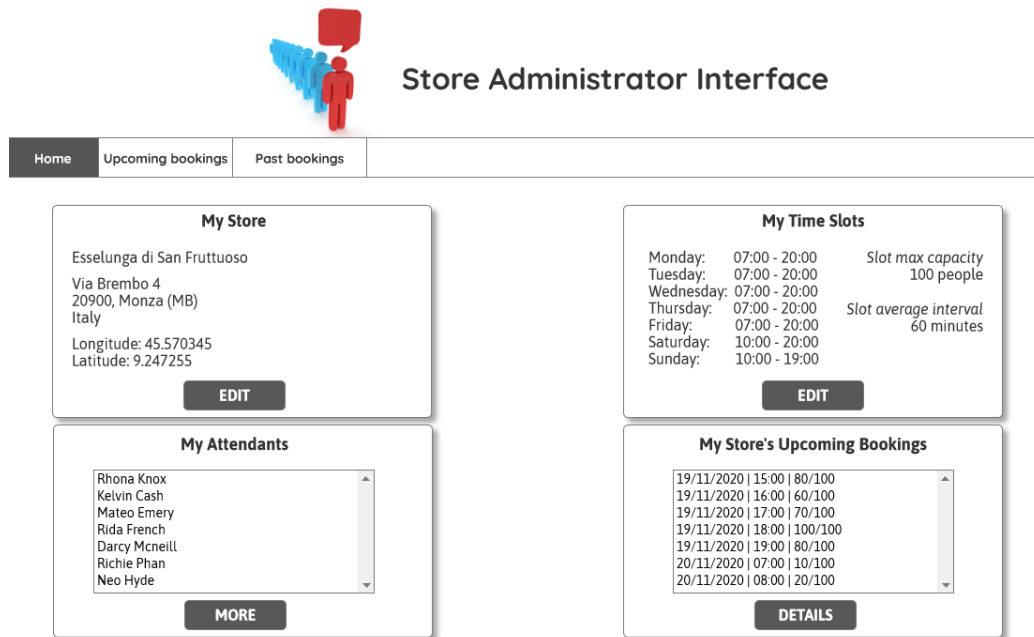 Store Administrator Interface
Home
Upcoming bookings
Past bookings
My Store
Esselunga di San Fruttuoso
Via Brembo 4
20900, Monza (MB)
Italy
Longitude: 45.570345
Latitude: 9.247255
EDIT
My Time Slots
Monday: 07:00 - 20:00
Tuesday: 07:00 - 20:00
Wednesday: 07:00 - 20:00
Thursday: 07:00 - 20:00
Friday: 07:00 - 20:00
Saturday: 10:00 - 20:00
Sunday: 10:00 - 19:00
Slot max capacity
100 people
Slot average interval
60 minutes
EDIT
My Attendants
Rhona Knox
Kelvin Cash
Mateo Emery
Rida French
Darcy Mcneill
Richie Phan
Neo Hyde
MORE
My Store's Upcoming Bookings
19/11/2020 | 15:00 | 80/100
19/11/2020 | 16:00 | 60/100
19/11/2020 | 17:00 | 70/100
19/11/2020 | 18:00 | 100/100
19/11/2020 | 19:00 | 80/100
20/11/2020 | 07:00 | 10/100
20/11/2020 | 08:00 | 20/100
DETAILS